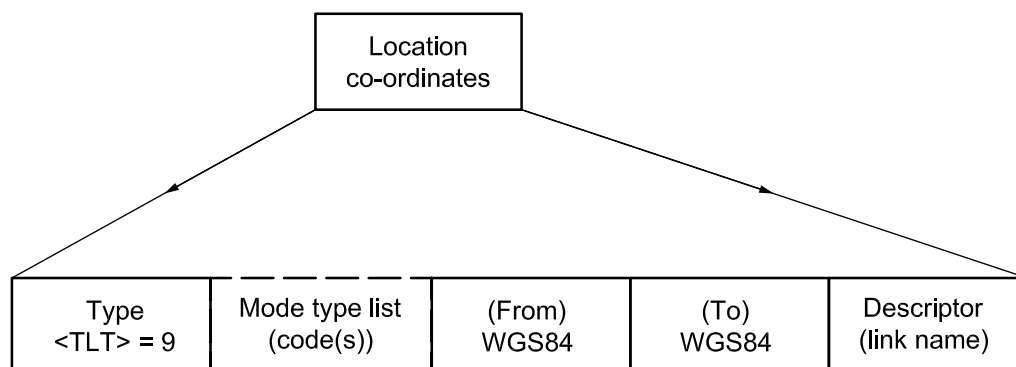 Location
co-ordinates
Type
<TLT> = 9
Mode type list
(code(s))
(From)
WGS84
(To)
WGS84
Descriptor
(link name)